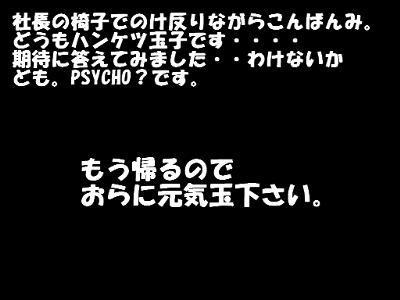 社長の椅子でのけ反りながらこんばんみ。
どうもハンケツ玉子です・・・・
期待に答えてみました・・わけないか
ども。PSYCHO？です。
もう帰るので
おらに元気玉下さい。